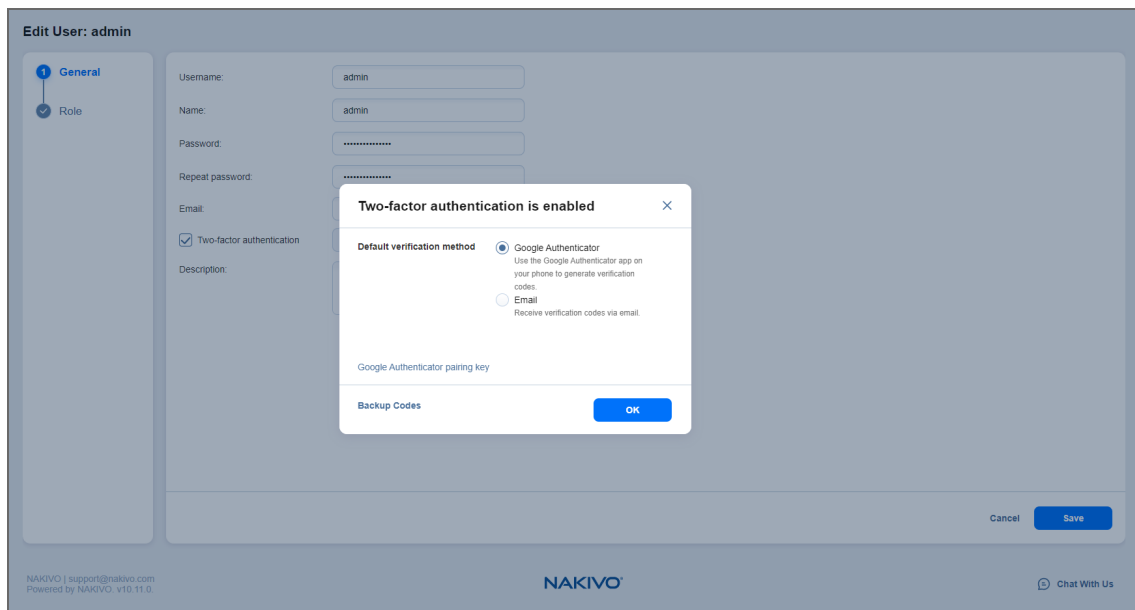 Edit User: admin
1 General
Role
Username: admin
Name: admin
Password: •••••••••••••••
Repeat password: •••••••••••••••
Email:
Two-factor authentication
Description:
Two-factor authentication is enabled
Default verification method
Google Authenticator
Use the Google Authenticator app on
your phone to generate verification
codes.
Email
Receive verification codes via email.
Google Authenticator pairing key
Backup Codes
OK
Cancel
Save
NAKIVO | support@nakivo.com
Powered by NAKIVO. v10.11.0.
NAKIVO
Chat With Us